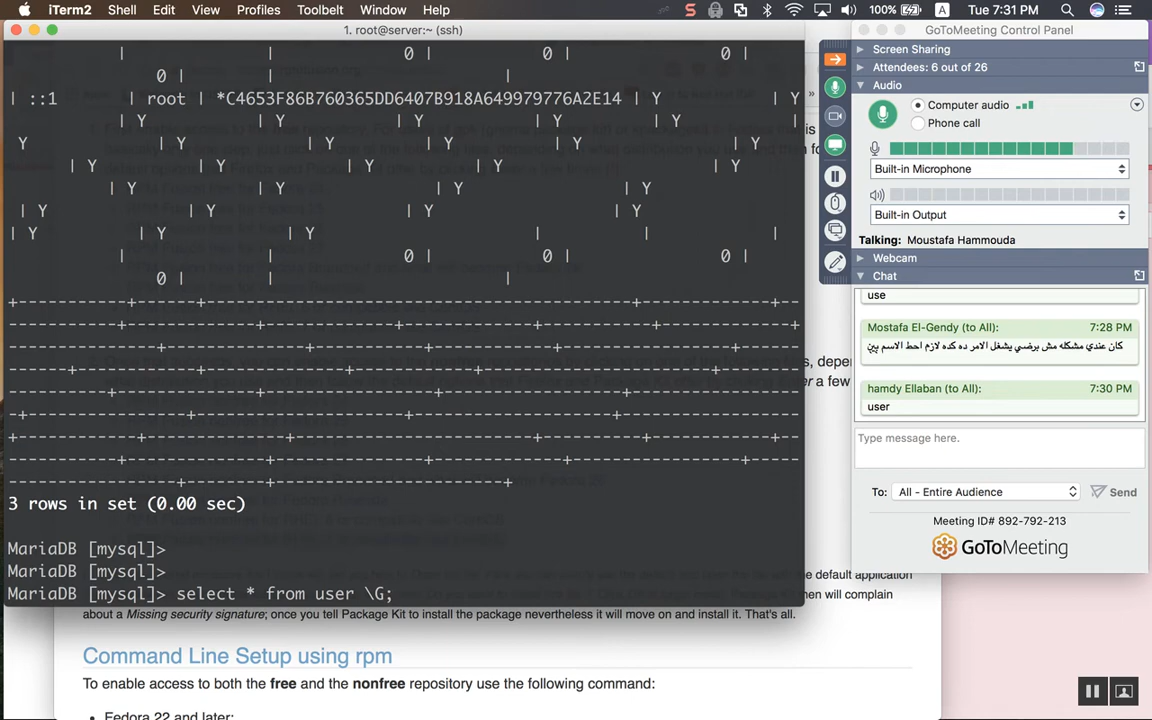 iTerm2 Shell Edit View Profiles Toolbelt Window Help 100% A Tue 7:31 PM
1. root@server:~ (ssh)
| | 0 | 0 | 0 |
0 | | |
| ::1 | root | *C4653F86B760365DD6407B918A649979776A2E14 | Y | Y
| Y | Y | Y | Y | Y |
Y | Y | Y | Y | Y
| Y | Y | Y | Y | Y
| Y | Y | Y | Y
| Y | Y | Y | Y
| Y | Y | Y | | |
| | 0 | 0 | 0 |
0 | | |
3 rows in set (0.00 sec)
MariaDB [mysql]>
MariaDB [mysql]>
MariaDB [mysql]> select * from user \G;
about a Missing security signature; once you tell Package Kit to install the package nevertheless it will move on and install it. That's all.
Command Line Setup using rpm
To enable access to both the free and the nonfree repository use the following command:
• Fedora 22 and later:
GoToMeeting Control Panel
Screen Sharing
Attendees: 6 out of 26
Audio
Computer audio
Phone call
Built-in Microphone
Built-in Output
Talking: Moustafa Hammouda
Webcam
Chat
use
Mostafa El-Gendy (to All): 7:28 PM
كان عندي مشكله مش برضي يشغل الامر ده كده لازم احط الاسم بين
hamdy Ellaban (to All): 7:30 PM
user
Type message here.
To: All - Entire Audience Send
Meeting ID# 892-792-213
GoToMeeting